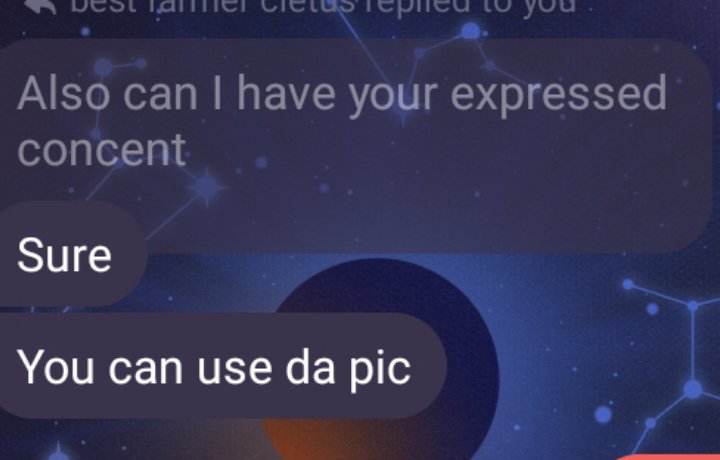 best farmer cletus replied to you
Also can I have your expressed
concent
Sure
You can use da pic